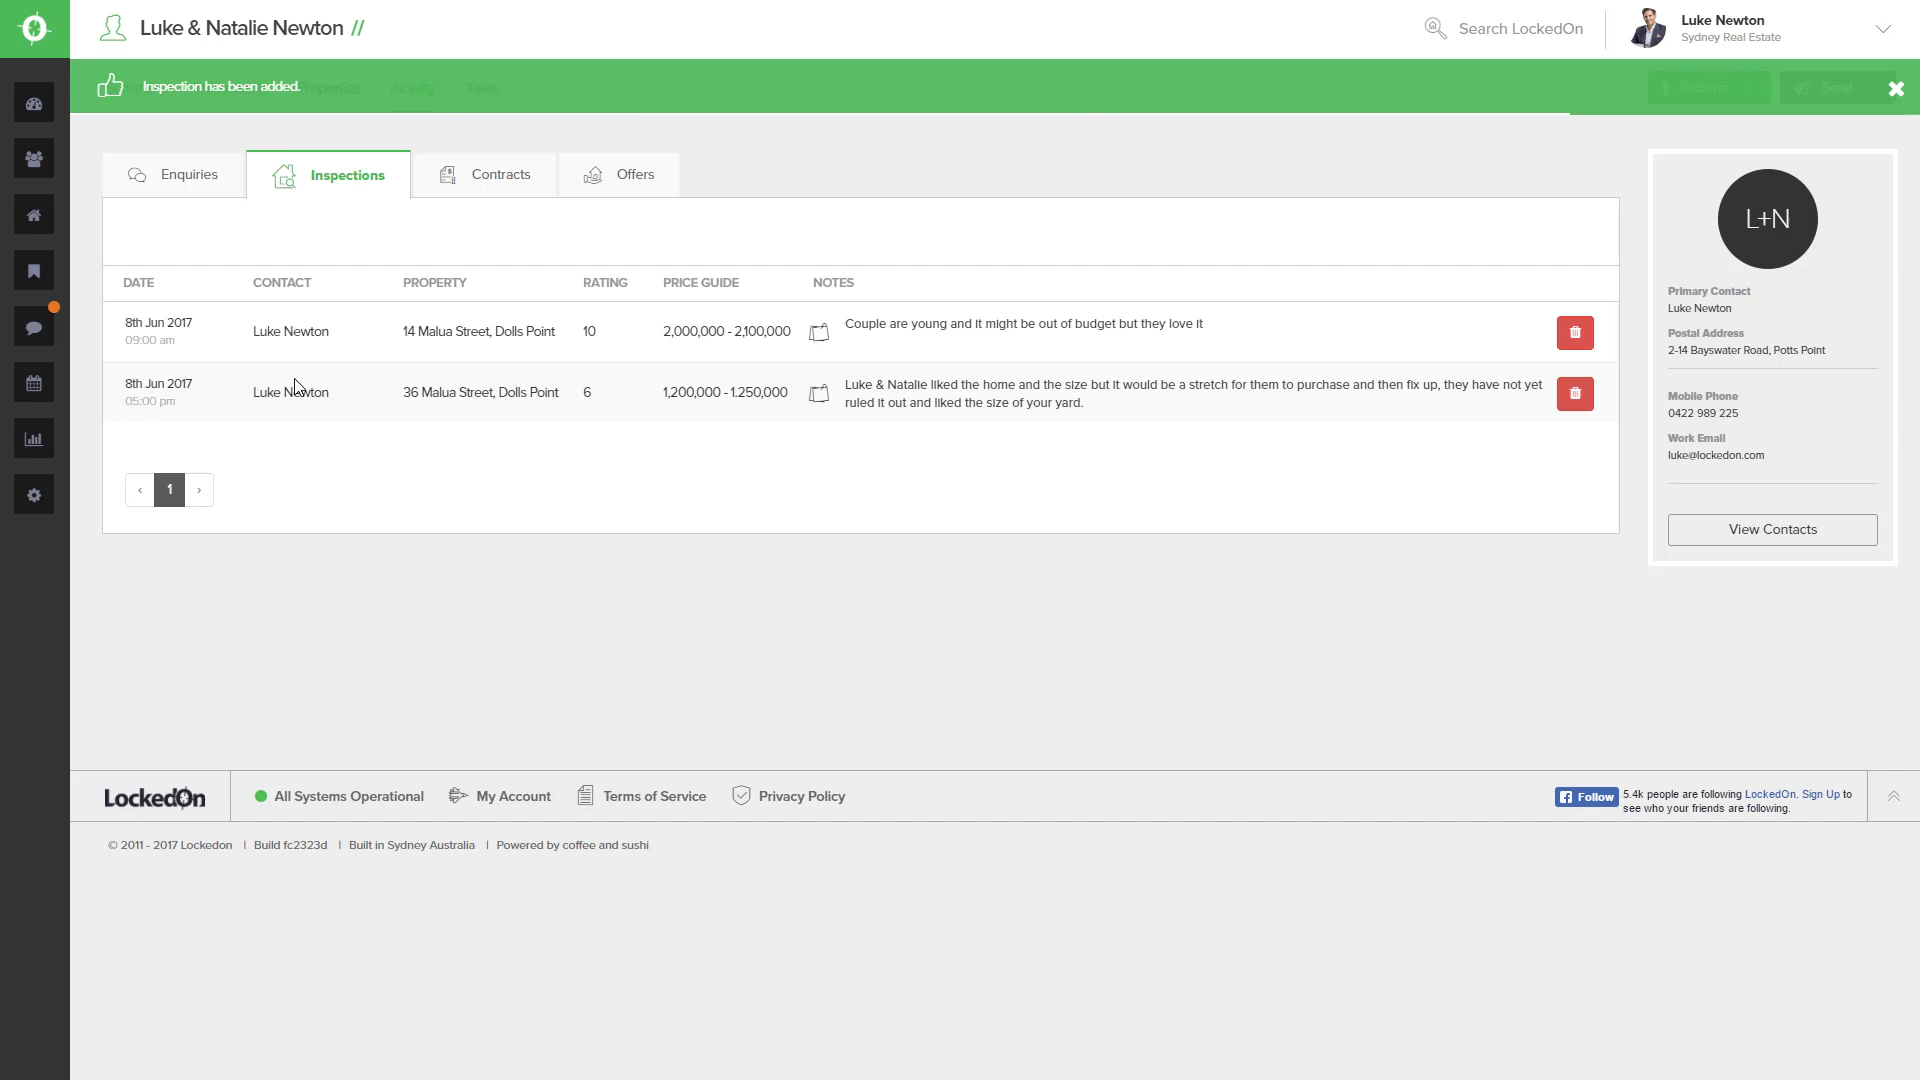 Luke & Natalie Newton //
Search LockedOn
Luke Newton
Sydney Real Estate
Inspection has been added.
Properties
Activity
Tasks
Actions
Send
Enquiries
Inspections
Contracts
Offers
DATE CONTACT PROPERTY RATING PRICE GUIDE NOTES
8th Jun 2017
09:00 am
Luke Newton
14 Malua Street, Dolls Point
10
2,000,000 - 2,100,000
Couple are young and it might be out of budget but they love it
8th Jun 2017
05:00 pm
Luke Newton
36 Malua Street, Dolls Point
6
1,200,000 - 1.250,000
Luke & Natalie liked the home and the size but it would be a stretch for them to purchase and then fix up, they have not yet
ruled it out and liked the size of your yard.
‹ 1 ›
L+N
Primary Contact
Luke Newton
Postal Address
2-14 Bayswater Road, Potts Point
Mobile Phone
0422 989 225
Work Email
luke@lockedon.com
View Contacts
LockedOn
All Systems Operational
My Account
Terms of Service
Privacy Policy
Follow
5.4k people are following LockedOn. Sign Up to
see who your friends are following.
© 2011 - 2017 Lockedon | Build fc2323d | Built in Sydney Australia | Powered by coffee and sushi